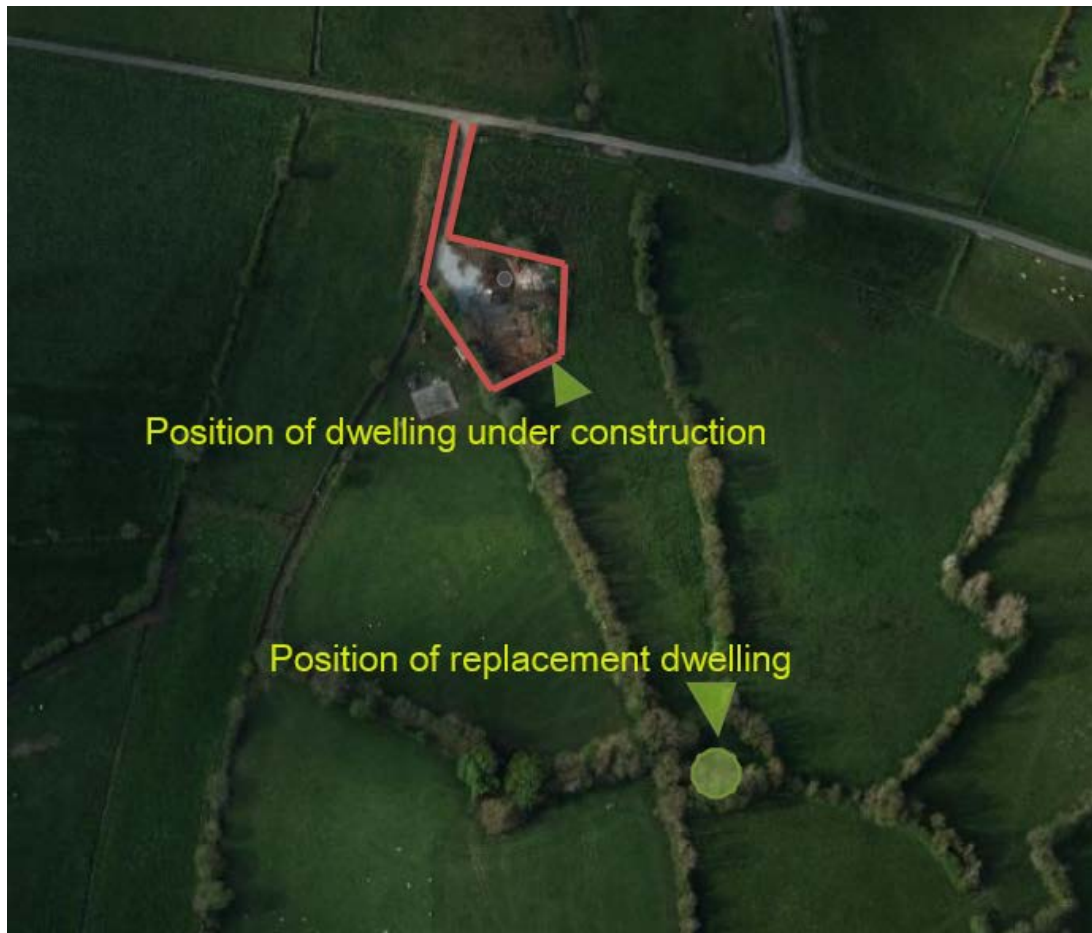 Position of dwelling under construction
Position of replacement dwelling